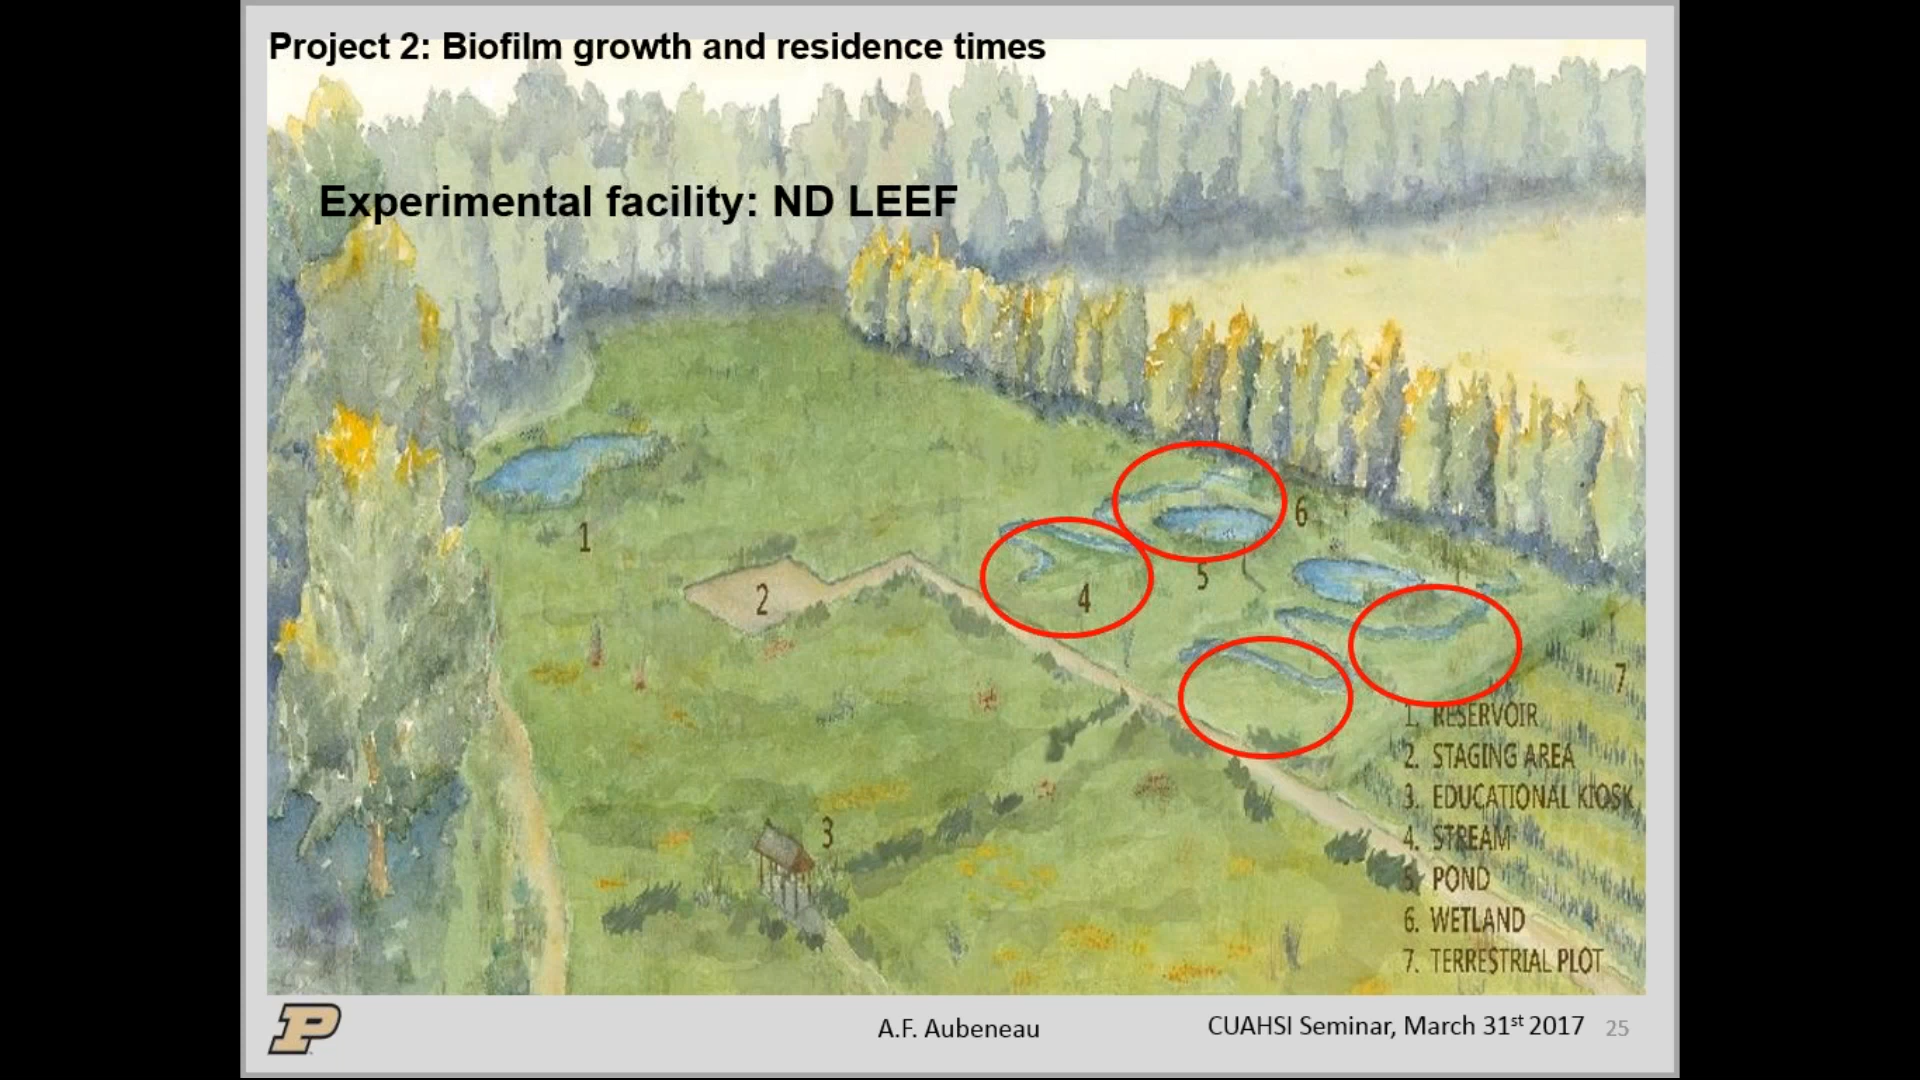 Project 2: Biofilm growth and residence times
Experimental facility: ND LEEF
1
2
3
4
5
6
7
1. RESERVOIR
2. STAGING AREA
3. EDUCATIONAL KIOSK
4. STREAM
5. POND
6. WETLAND
7. TERRESTRIAL PLOT
P
A.F. Aubeneau
CUAHSI Seminar, March 31st 2017
25